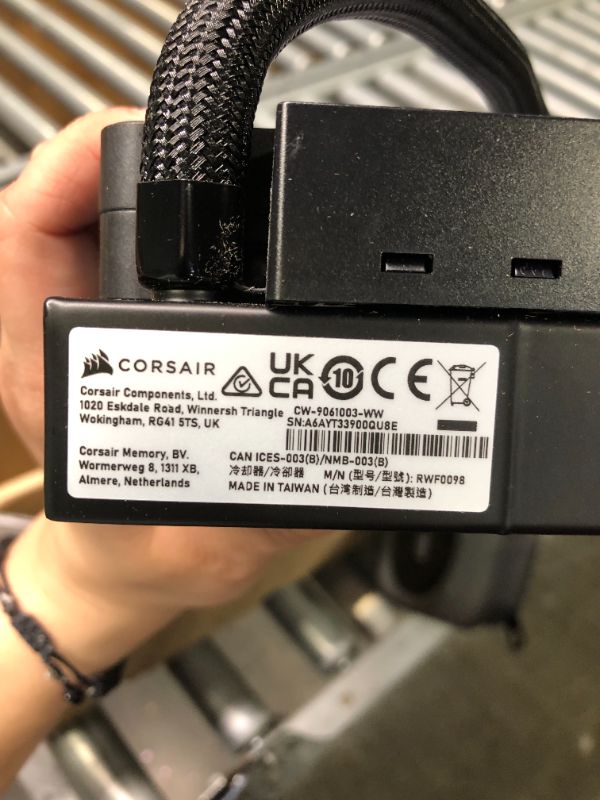 CORSAIR
UK
CA
10
CE
Corsair Components, Ltd.
1020 Eskdale Road, Winnersh Triangle
Wokingham, RG41 5TS, UK
CW-9061003-WW
SN:A6AYT33900QU8E
Corsair Memory, BV.
Wormerweg 8, 1311 XB,
Almere, Netherlands
CAN ICES-003(B)/NMB-003(B)
冷却器/冷卻器 M/N (型号/型號): RWF0098
MADE IN TAIWAN (台湾制造/台灣製造)